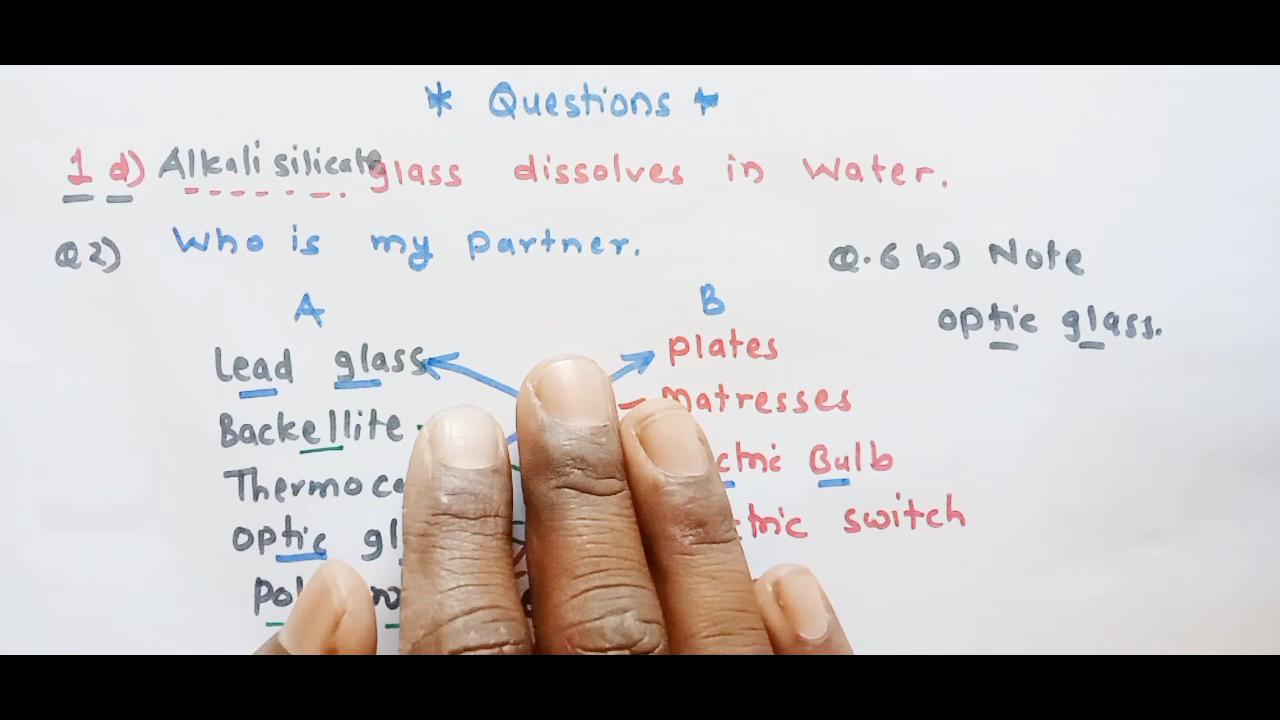 * Questions *
1 d) Alkali silicate glass dissolves in water.
Q2) Who is my partner.
Q.6 b) Note
optic glass.
A B
Lead glass plates
Backellite Matresses
Bulb
optic switch